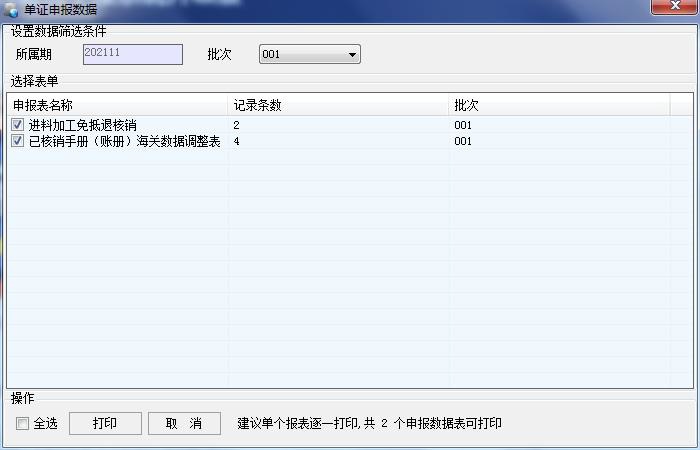 单证申报数据
设置数据筛选条件
所属期 202111 批次 001
选择表单
申报表名称 记录条数 批次
进料加工免抵退核销 2 001
已核销手册（账册）海关数据调整表 4 001
操作
全选 打印 取 消 建议单个报表逐一打印,共 2 个申报数据表可打印